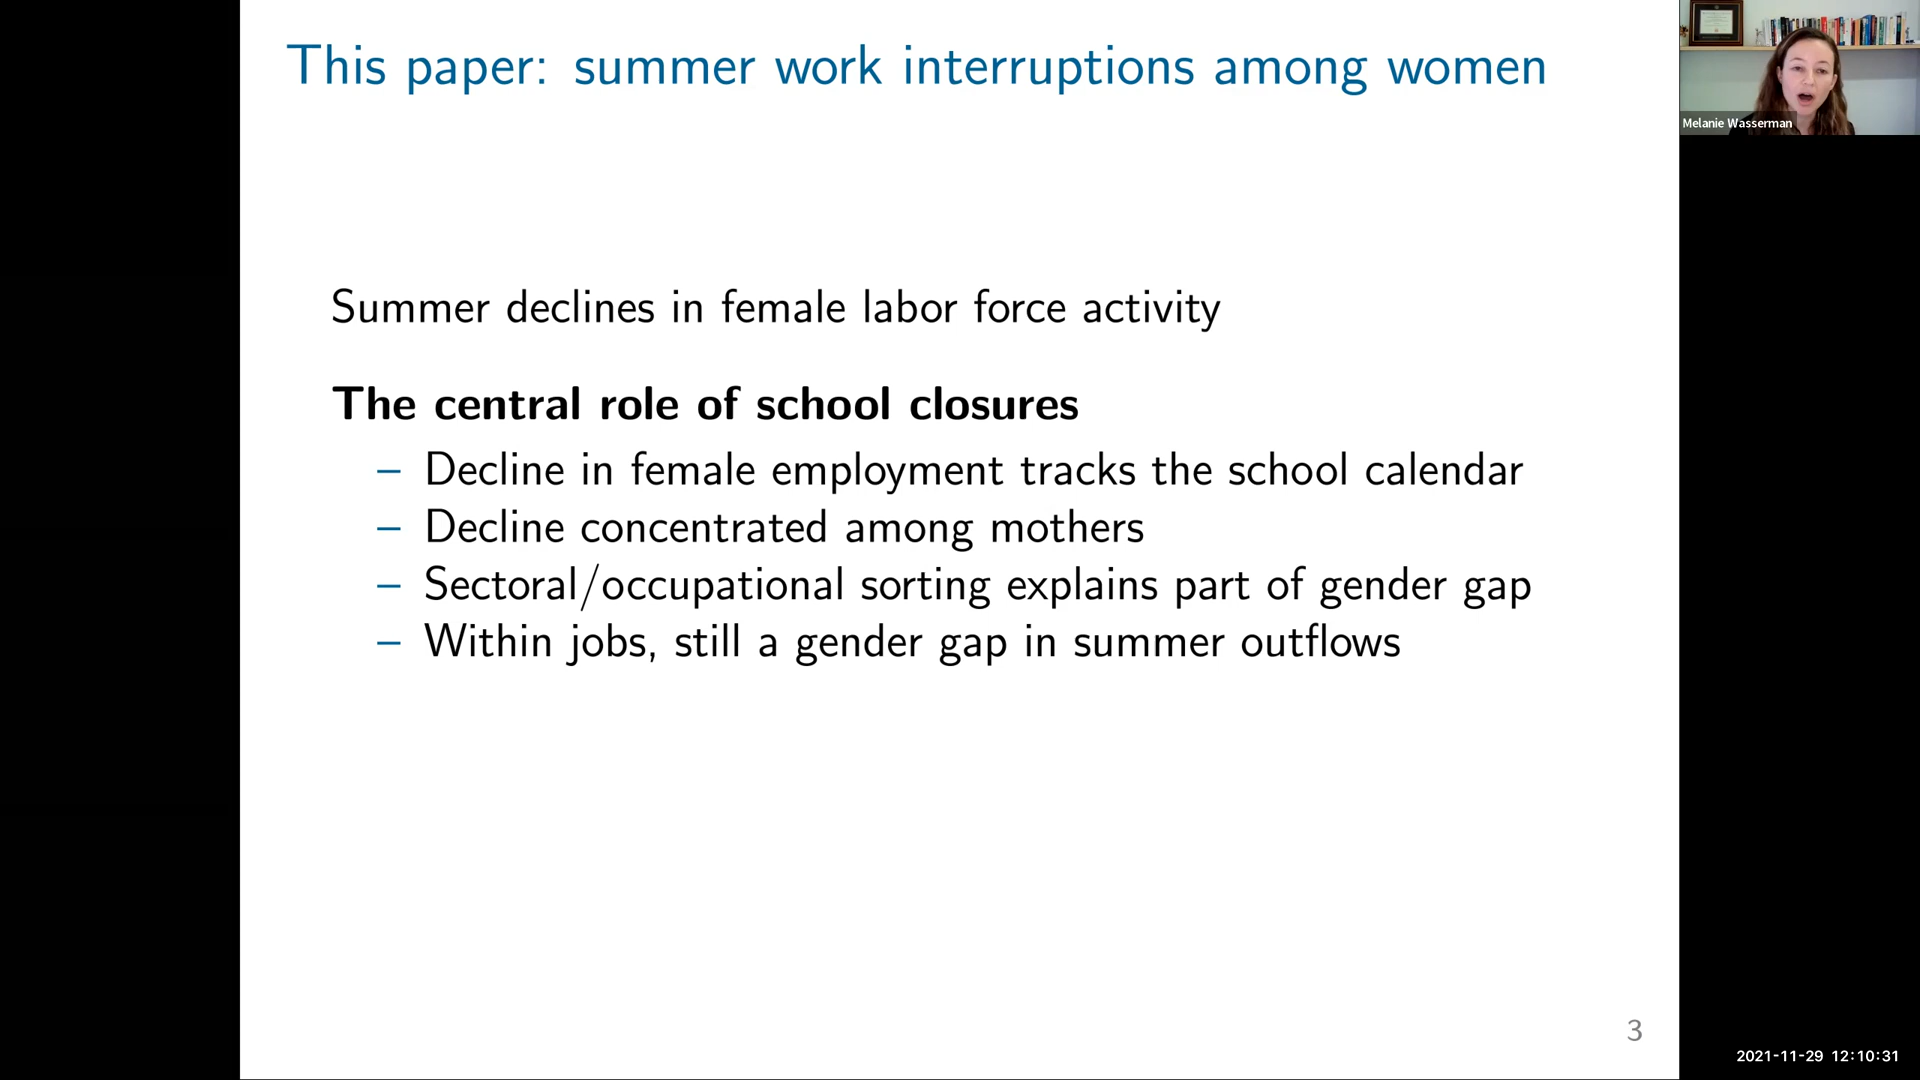 This paper: summer work interruptions among women
Melanie Wasserman
Summer declines in female labor force activity
The central role of school closures
– Decline in female employment tracks the school calendar
– Decline concentrated among mothers
– Sectoral/occupational sorting explains part of gender gap
– Within jobs, still a gender gap in summer outflows
3
2021-11-29 12:10:31